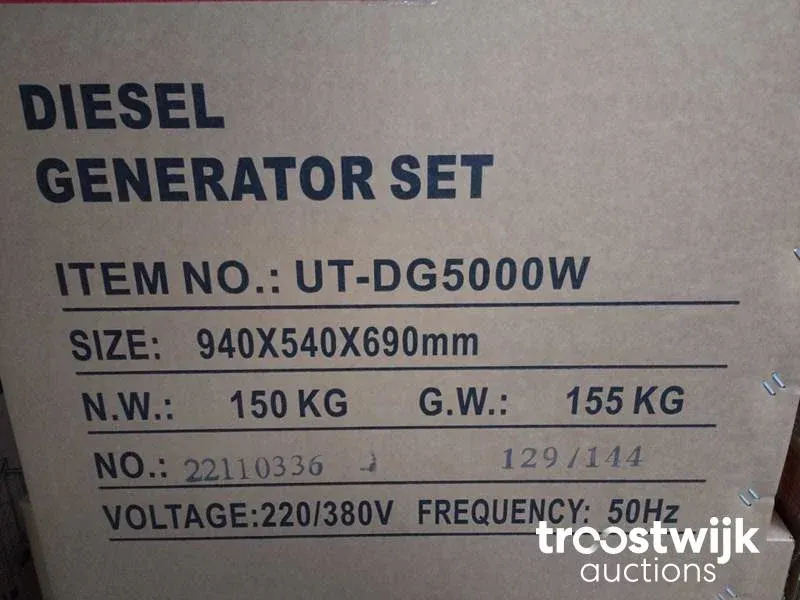 DIESEL
GENERATOR SET
ITEM NO.: UT-DG5000W
SIZE: 940X540X690mm
N.W.: 150 KG G.W.: 155 KG
NO.: 22110336 129/144
VOLTAGE:220/380V FREQUENCY: 50Hz
troostwijk
auctions